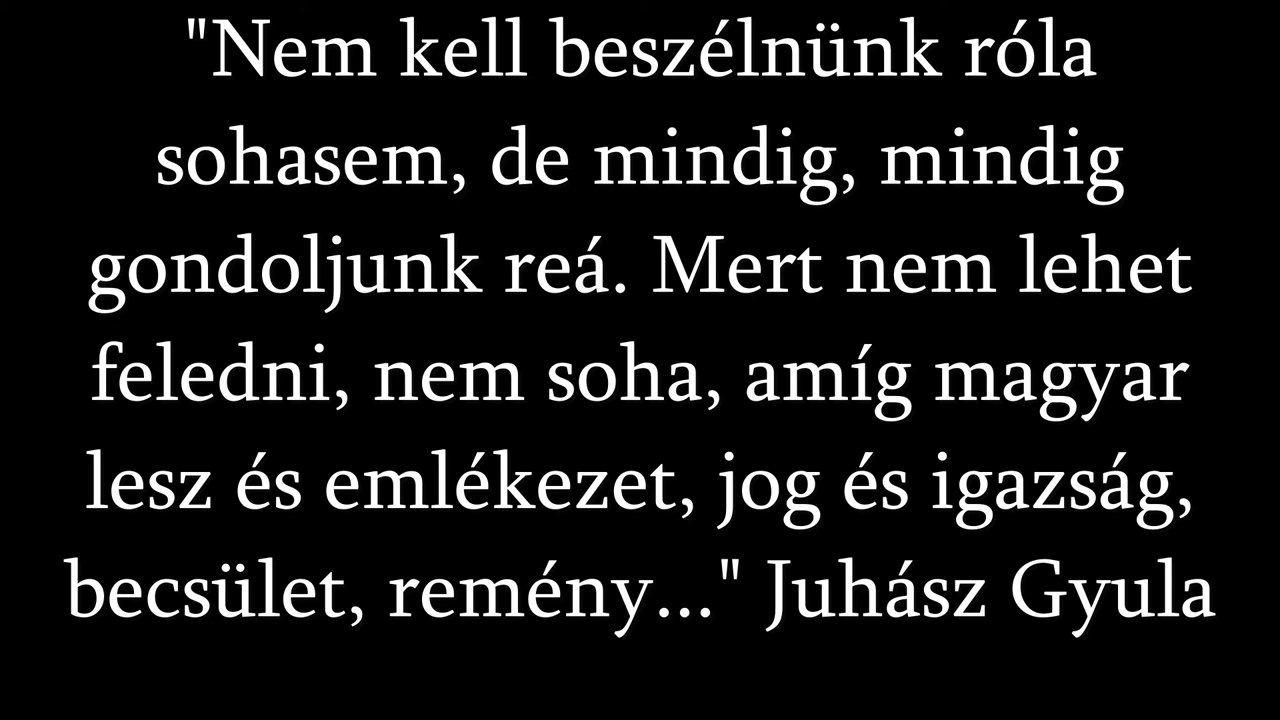 "Nem kell beszélnünk róla
sohasem, de mindig, mindig
gondoljunk reá. Mert nem lehet
feledni, nem soha, amíg magyar
lesz és emlékezet, jog és igazság,
becsület, remény..." Juhász Gyula